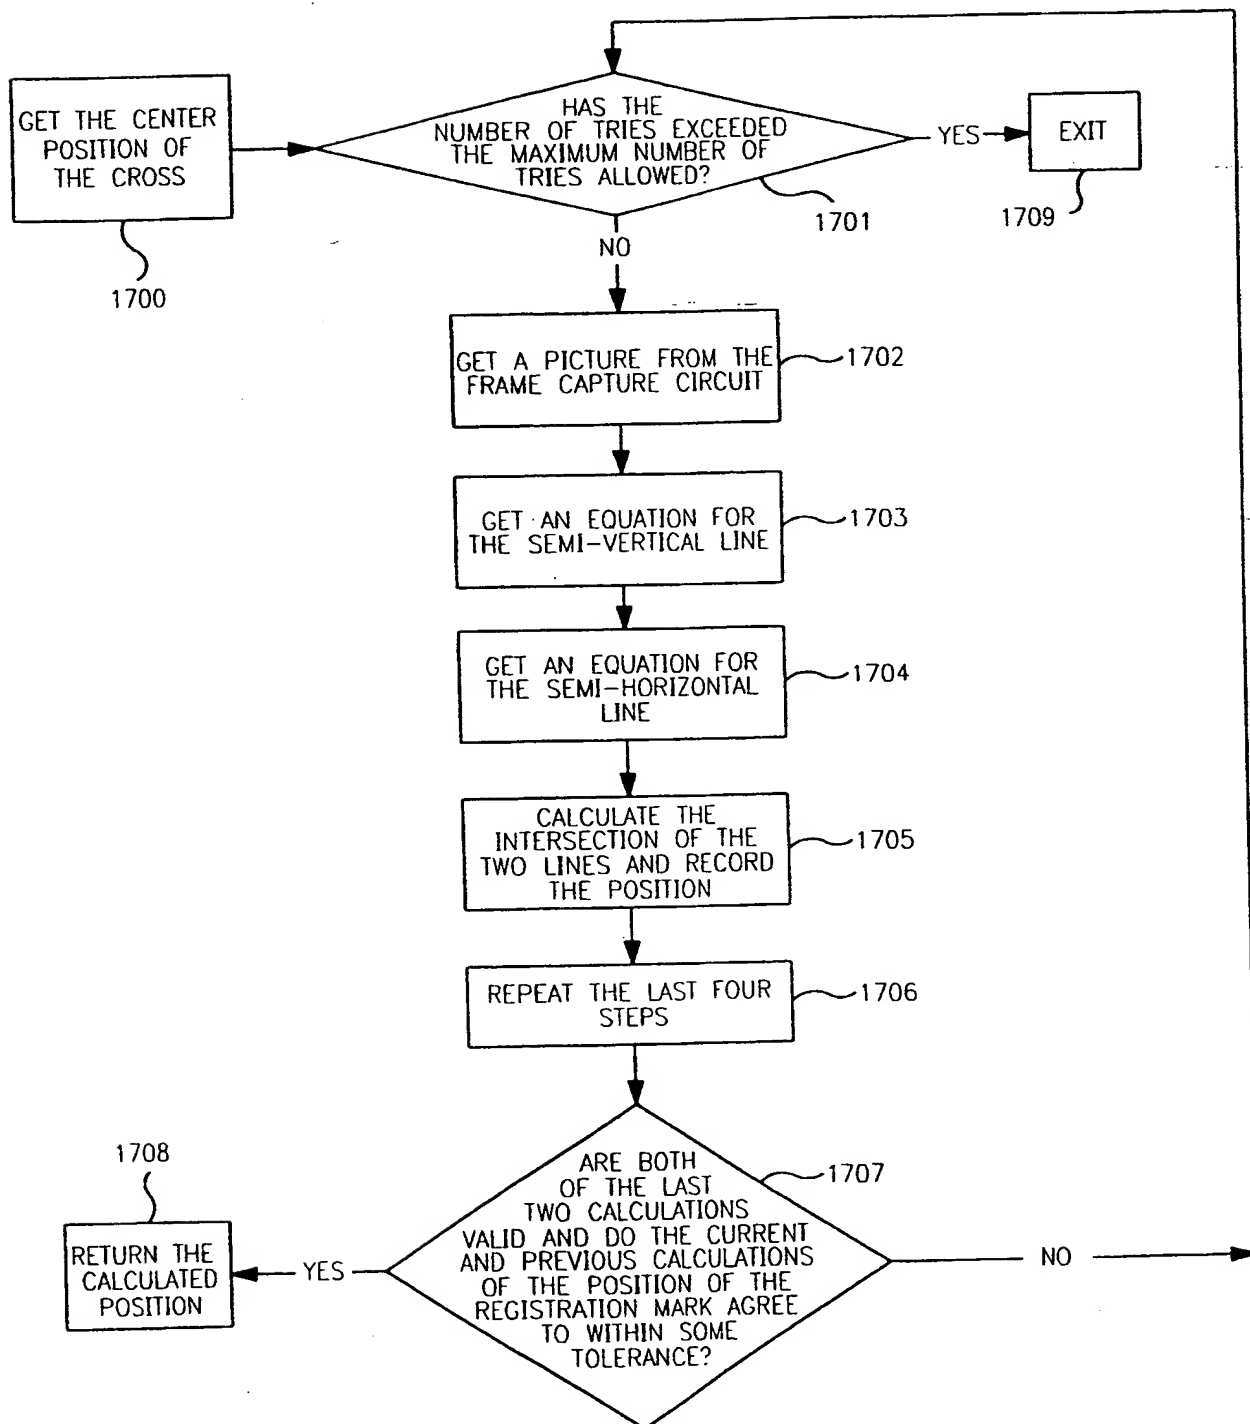 GET THE CENTER
POSITION OF
THE CROSS
1700
HAS THE
NUMBER OF TRIES EXCEEDED
THE MAXIMUM NUMBER OF
TRIES ALLOWED?
1701
YES
EXIT
1709
NO
GET A PICTURE FROM THE
FRAME CAPTURE CIRCUIT
1702
GET AN EQUATION FOR
THE SEMI-VERTICAL LINE
1703
GET AN EQUATION FOR
THE SEMI-HORIZONTAL
LINE
1704
CALCULATE THE
INTERSECTION OF THE
TWO LINES AND RECORD
THE POSITION
1705
REPEAT THE LAST FOUR
STEPS
1706
ARE BOTH
OF THE LAST
TWO CALCULATIONS
VALID AND DO THE CURRENT
AND PREVIOUS CALCULATIONS
OF THE POSITION OF THE
REGISTRATION MARK AGREE
TO WITHIN SOME
TOLERANCE?
1707
YES
1708
RETURN THE
CALCULATED
POSITION
NO